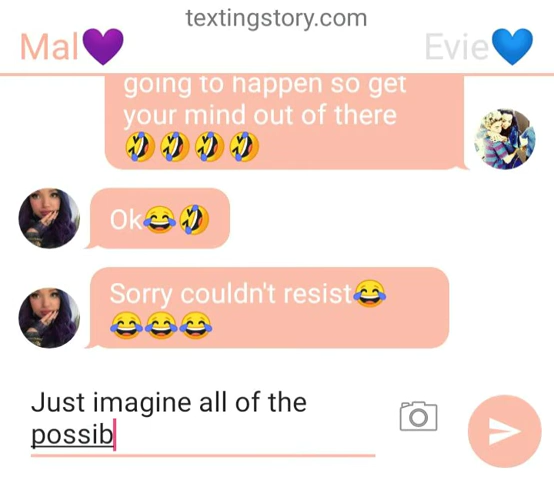 textingstory.com
Mal💜 Evie💙
going to happen so get
your mind out of there
🤣🤣🤣🤣
Ok😂🤣
Sorry couldn't resist😂
😂😂😂
Just imagine all of the
possib